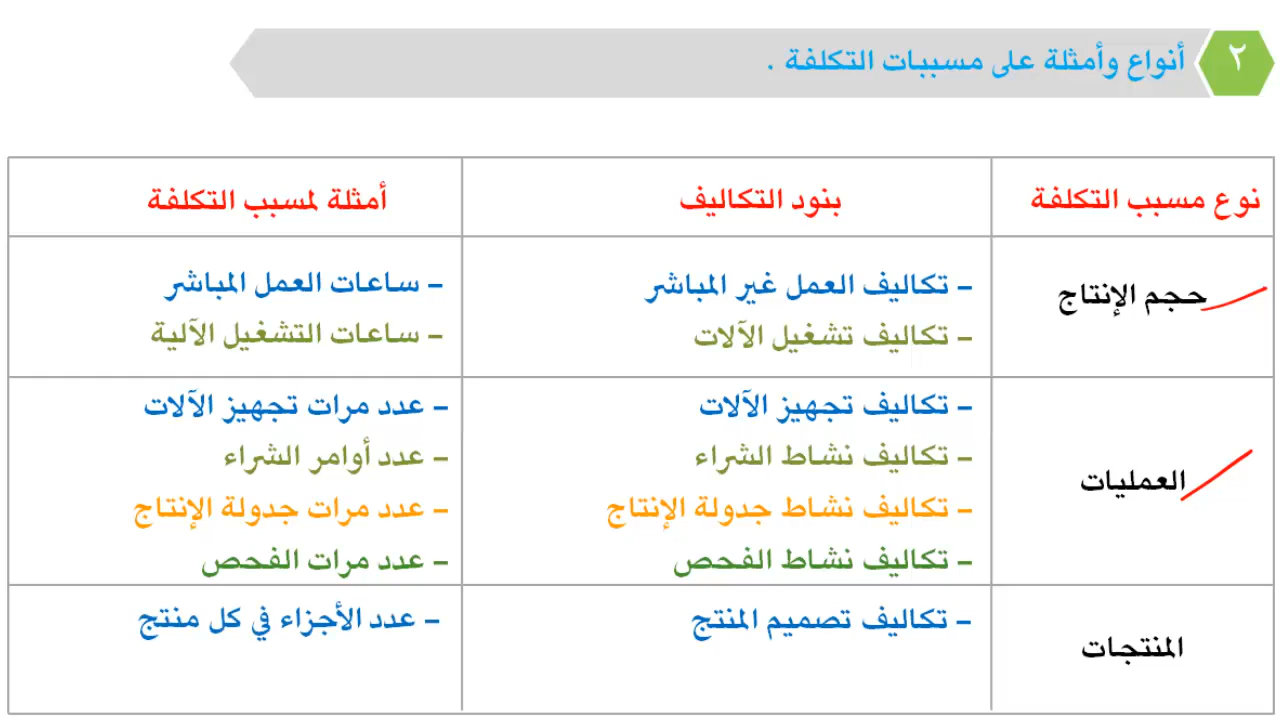 ٢
أنواع وأمثلة على مسببات التكلفة .
نوع مسبب التكلفة
بنود التكاليف
أمثلة لمسبب التكلفة
حجم الإنتاج
– تكاليف العمل غير المباشر
– تكاليف تشغيل الآلات
– ساعات العمل المباشر
– ساعات التشغيل الآلية
العمليات
– تكاليف تجهيز الآلات
– تكاليف نشاط الشراء
– تكاليف نشاط جدولة الإنتاج
– تكاليف نشاط الفحص
– عدد مرات تجهيز الآلات
– عدد أوامر الشراء
– عدد مرات جدولة الإنتاج
– عدد مرات الفحص
المنتجات
– تكاليف تصميم المنتج
– عدد الأجزاء في كل منتج